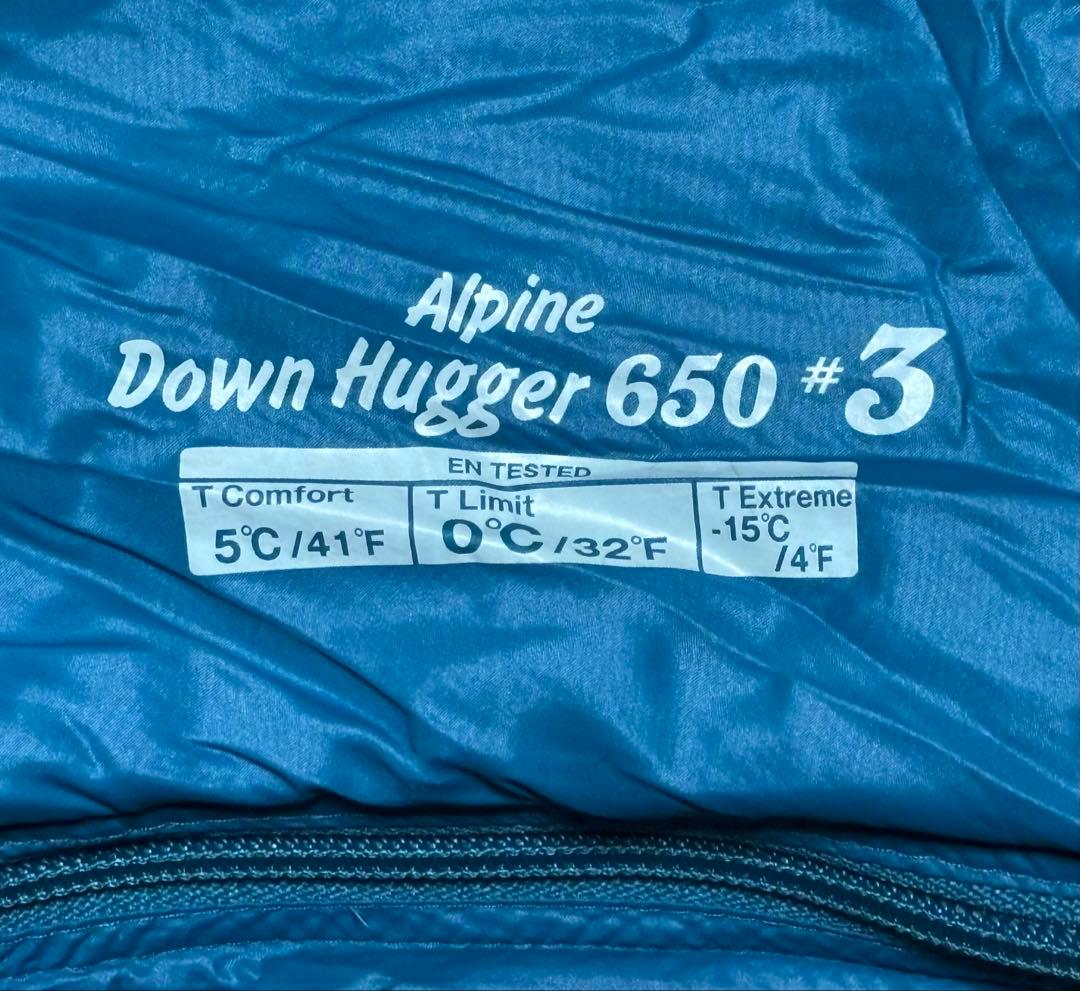 Alpine
Down Hugger 650 #3
EN TESTED
T Comfort
5°C/41°F
T Limit
0°C/32°F
T Extreme
-15°C
/4°F